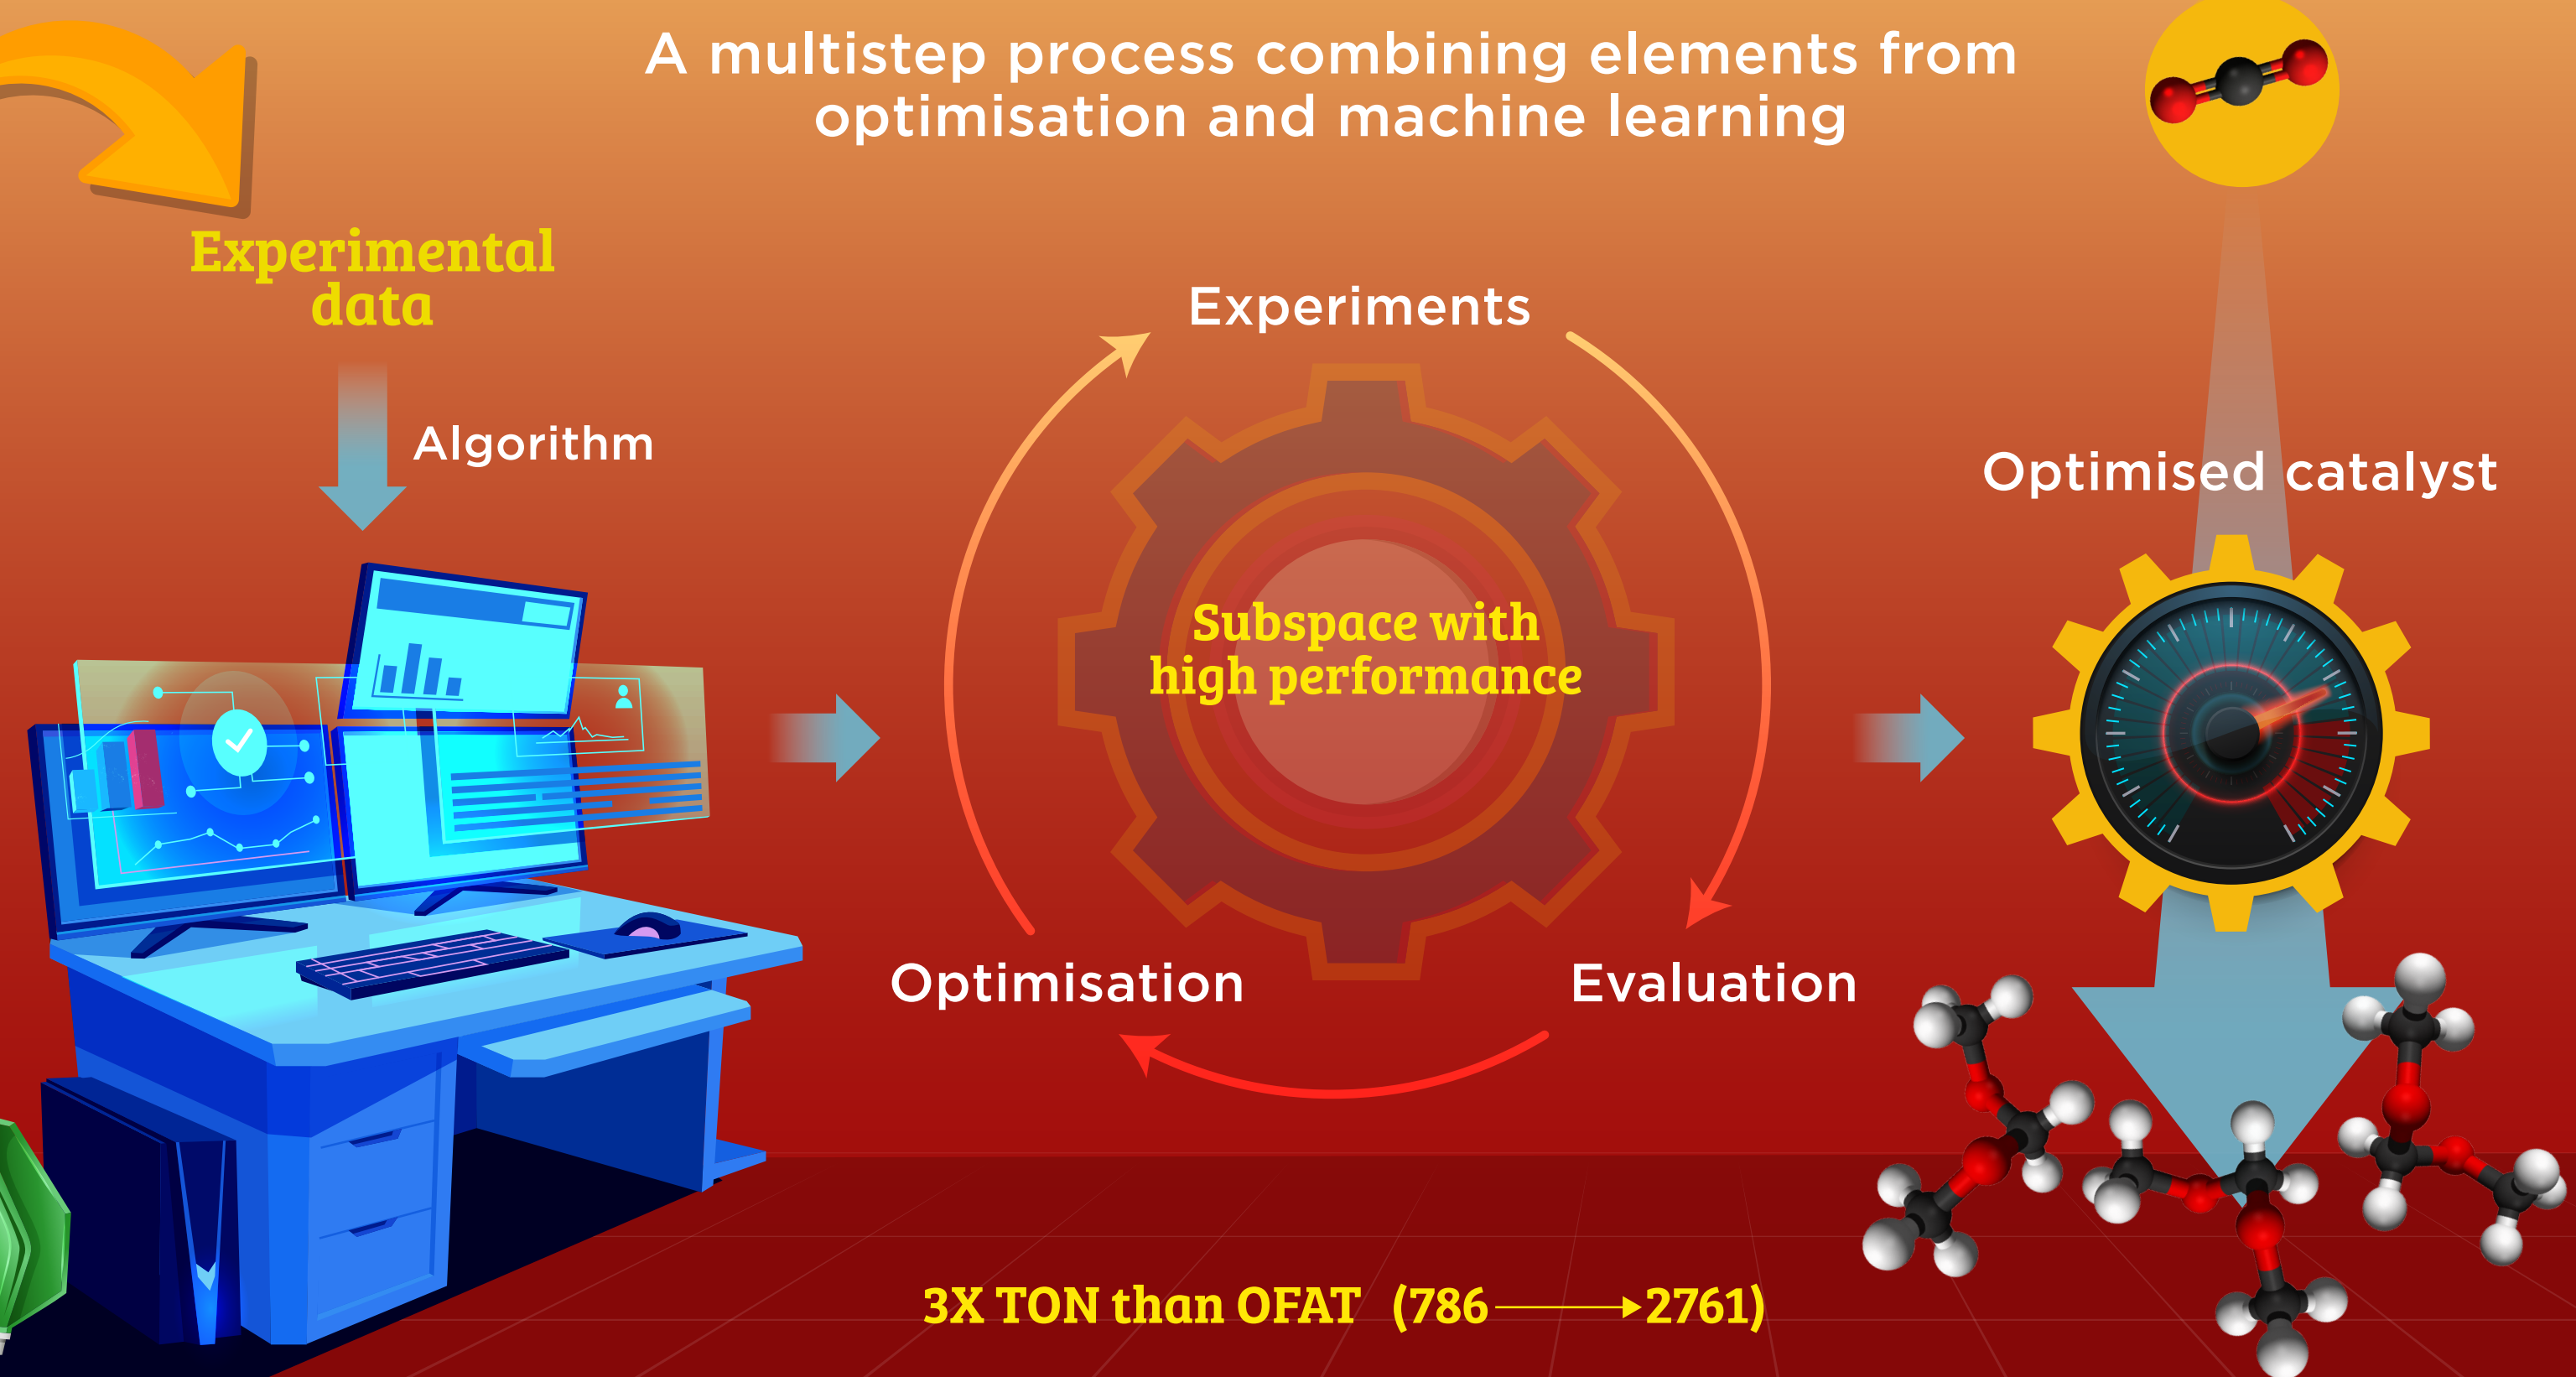 A multistep process combining elements from
optimisation and machine learning
Experimental
data
Algorithm
Experiments
Subspace with
high performance
Optimisation
Evaluation
Optimised catalyst
3X TON than OFAT (786 → 2761)